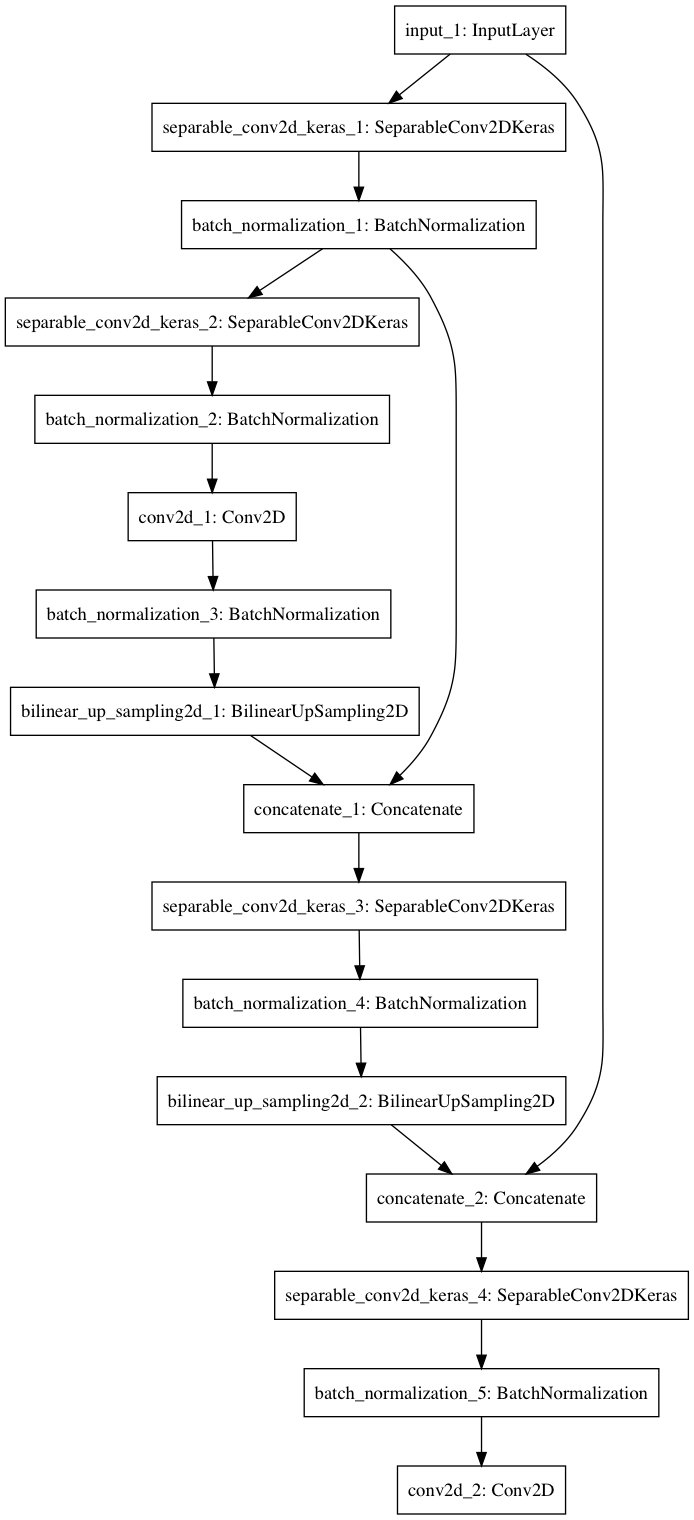 input_1: InputLayer
separable_conv2d_keras_1: SeparableConv2DKeras
batch_normalization_1: BatchNormalization
separable_conv2d_keras_2: SeparableConv2DKeras
batch_normalization_2: BatchNormalization
conv2d_1: Conv2D
batch_normalization_3: BatchNormalization
bilinear_up_sampling2d_1: BilinearUpSampling2D
concatenate_1: Concatenate
separable_conv2d_keras_3: SeparableConv2DKeras
batch_normalization_4: BatchNormalization
bilinear_up_sampling2d_2: BilinearUpSampling2D
concatenate_2: Concatenate
separable_conv2d_keras_4: SeparableConv2DKeras
batch_normalization_5: BatchNormalization
conv2d_2: Conv2D